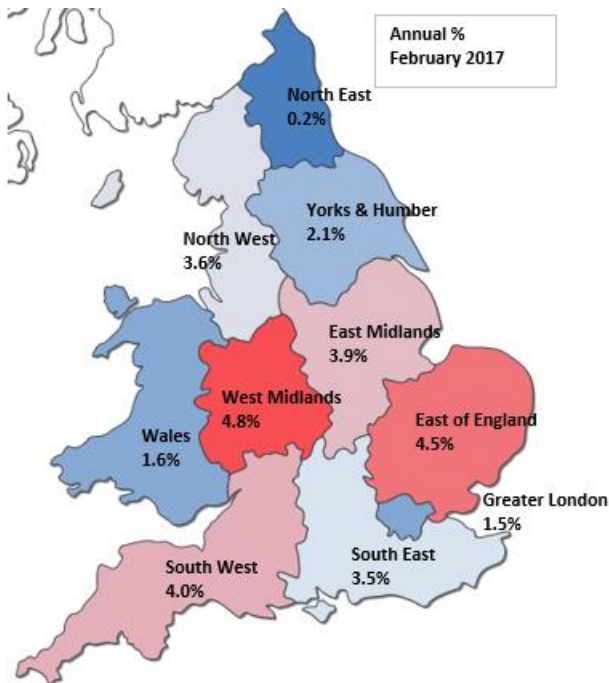 Annual %
February 2017
North East
0.2%
Yorks & Humber
2.1%
North West
3.6%
East Midlands
3.9%
West Midlands
4.8%
East of England
4.5%
Wales
1.6%
Greater London
1.5%
South East
3.5%
South West
4.0%